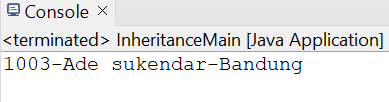 Console
<terminated> InheritanceMain [Java Application]
1003-Ade sukendar-Bandung